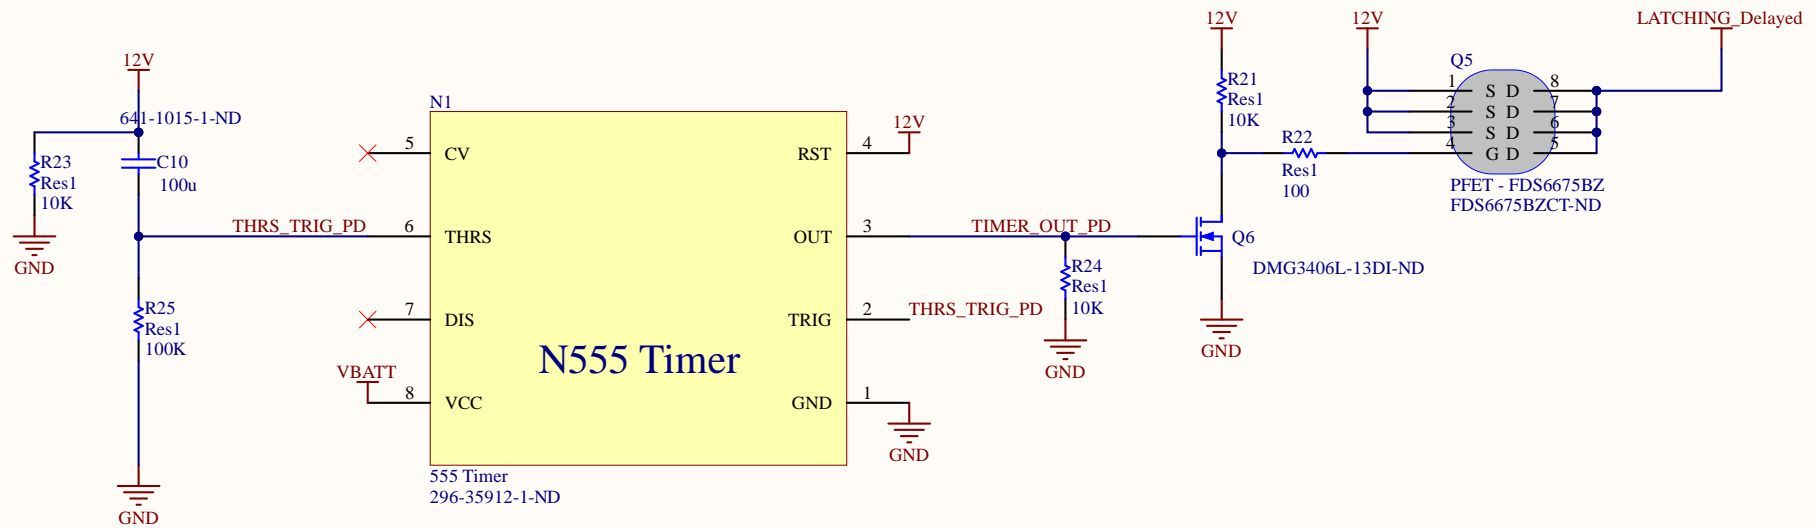 12V
641-1015-1-ND
R23
Res1
10K
GND
C10
100u
THRS_TRIG_PD
R25
Res1
100K
GND
N1
5
CV
6
THRS
7
DIS
VBATT
8
VCC
N555 Timer
RST
4
12V
OUT
3
TRIG
2
THRS_TRIG_PD
GND
1
GND
555 Timer
296-35912-1-ND
TIMER_OUT_PD
R24
Res1
10K
GND
12V
R21
Res1
10K
R22
Res1
100
Q6
DMG3406L-13DI-ND
GND
12V
Q5
1 S D 8
2 S D 7
3 S D 6
4 G D 5
PFET - FDS6675BZ
FDS6675BZCT-ND
LATCHING_Delayed